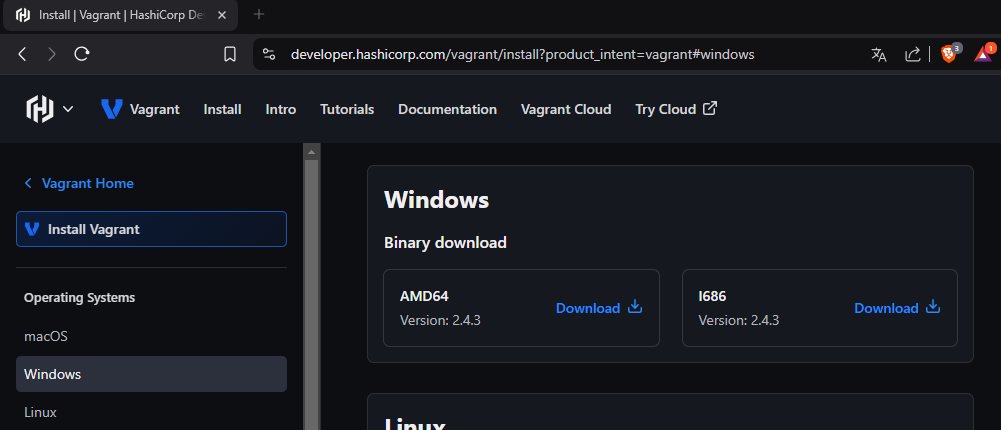 Install | Vagrant | HashiCorp De
developer.hashicorp.com/vagrant/install?product_intent=vagrant#windows
3
1
Vagrant Install Intro Tutorials Documentation Vagrant Cloud Try Cloud
Vagrant Home
Install Vagrant
Operating Systems
macOS
Windows
Linux
Windows
Binary download
AMD64
Version: 2.4.3
Download
I686
Version: 2.4.3
Download
Linux